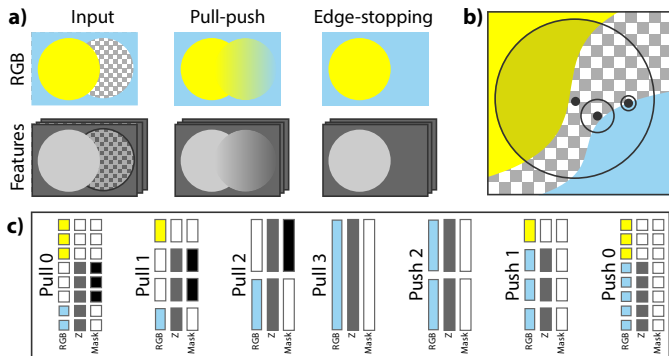 a) Input Pull-push Edge-stopping b)
RGB
Features
c)
Pull 0
RGB Z Mask
Pull 1
RGB Z Mask
Pull 2
RGB Z Mask
Pull 3
RGB Z Mask
Push 2
RGB Z Mask
Push 1
RGB Z Mask
Push 0
RGB Z Mask